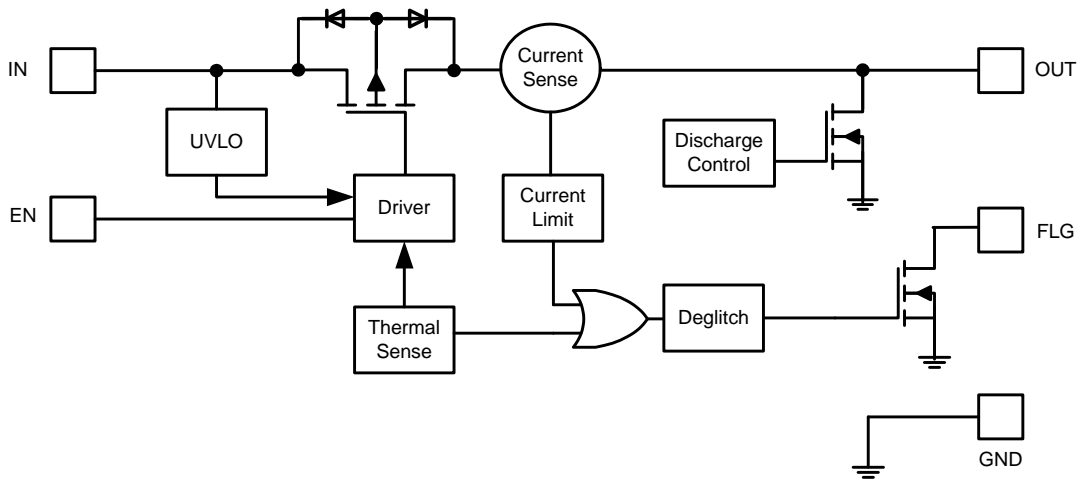 IN
Current
Sense
OUT
UVLO
Discharge
Control
EN
Driver
Current
Limit
FLG
Thermal
Sense
Deglitch
GND